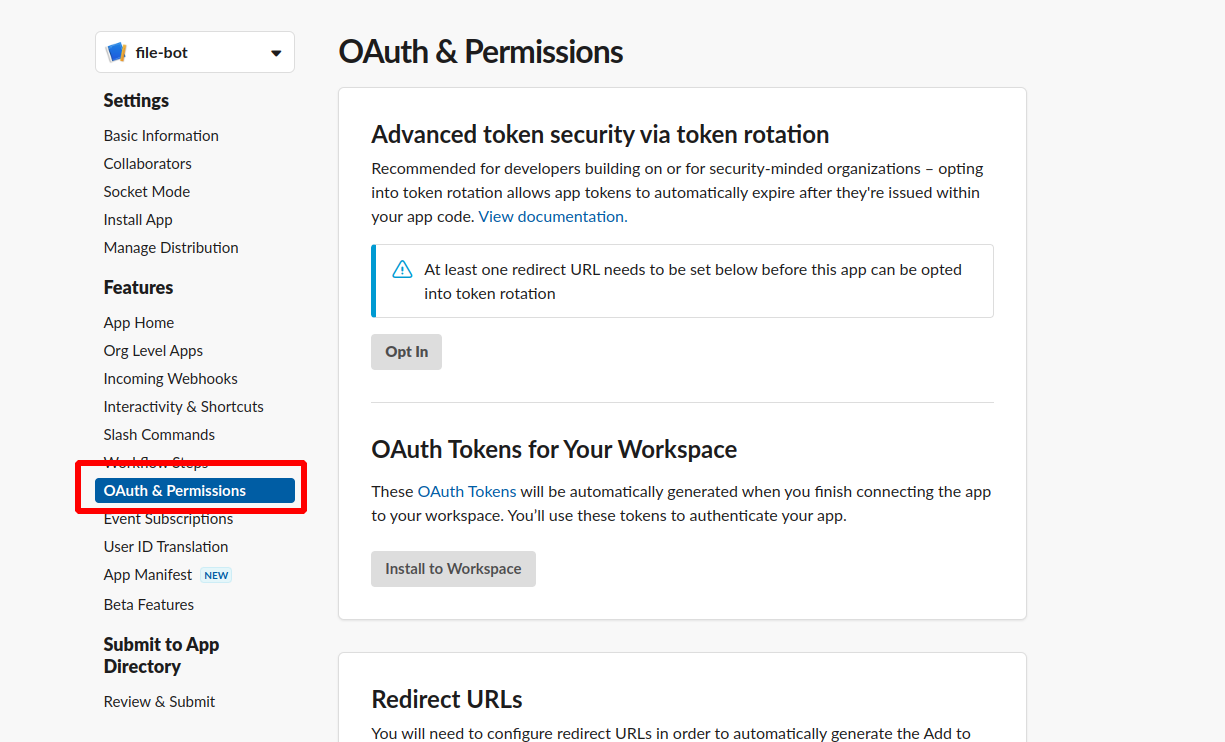 file-bot
Settings
Basic Information
Collaborators
Socket Mode
Install App
Manage Distribution
Features
App Home
Org Level Apps
Incoming Webhooks
Interactivity & Shortcuts
Slash Commands
Workflow Steps
OAuth & Permissions
Event Subscriptions
User ID Translation
App Manifest NEW
Beta Features
Submit to App
Directory
Review & Submit
OAuth & Permissions
Advanced token security via token rotation
Recommended for developers building on or for security-minded organizations – opting
into token rotation allows app tokens to automatically expire after they're issued within
your app code. View documentation.
At least one redirect URL needs to be set below before this app can be opted
into token rotation
Opt In
OAuth Tokens for Your Workspace
These OAuth Tokens will be automatically generated when you finish connecting the app
to your workspace. You’ll use these tokens to authenticate your app.
Install to Workspace
Redirect URLs
You will need to configure redirect URLs in order to automatically generate the Add to